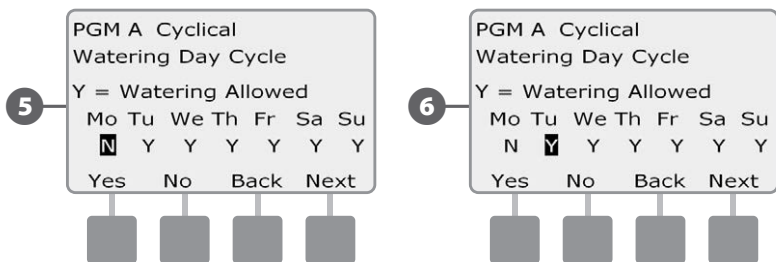 5
PGM A Cyclical
Watering Day Cycle
Y = Watering Allowed
Mo Tu We Th Fr Sa Su
N Y Y Y Y Y Y
Yes No Back Next
6
PGM A Cyclical
Watering Day Cycle
Y = Watering Allowed
Mo Tu We Th Fr Sa Su
N Y Y Y Y Y Y
Yes No Back Next